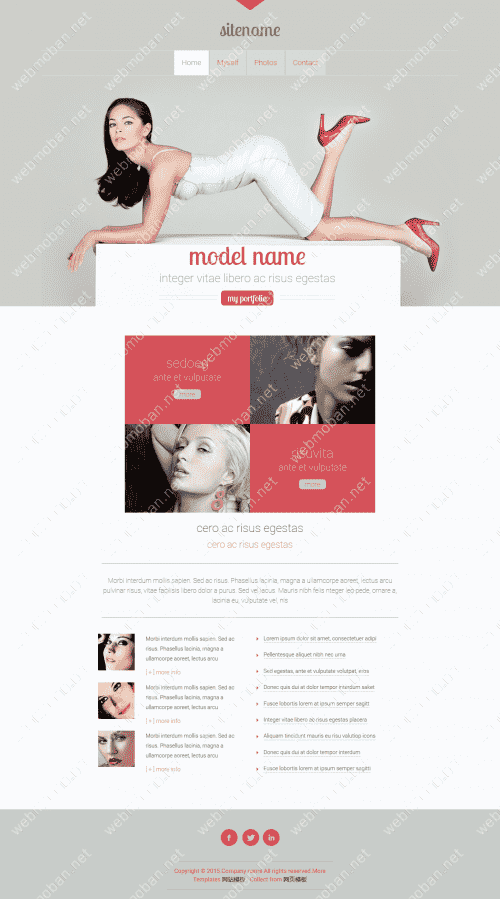 sitename
Home Myself Photos Contact
model name
integer vitae libero ac risus egestas
my portfolio
sedoen
ante et vulputate
more
risuvita
ante et vulputate
more
cero ac risus egestas
cero ac risus egestas
Morbi interdum mollis sapien. Sed ac risus. Phasellus lacinia, magna a ullamcorpe aoreet, lectus arcu
pulvinar risus, vitae facilisis libero dolor a purus. Sed vel lacus. Mauris nibh felis integer leo pede, ornare a,
lacinia eu, vulputate vel, nisl
Morbi interdum mollis sapien. Sed ac
risus. Phasellus lacinia, magna a
ullamcorpe aoreet, lectus arcu
[ + ] more info
Morbi interdum mollis sapien. Sed ac
risus. Phasellus lacinia, magna a
ullamcorpe aoreet, lectus arcu
[ + ] more info
Morbi interdum mollis sapien. Sed ac
risus. Phasellus lacinia, magna a
ullamcorpe aoreet, lectus arcu
[ + ] more info
Lorem ipsum dolor sit amet, consectetuer adipi
Pellentesque aliquet nibh nec urna
Sed egestas, ante et vulputate volutpat, eros
Donec quis dui at dolor tempor interdum saket
Fusce lobortis lorem at ipsum semper sagitt
Integer vitae libero ac risus egestas placera
Aliquam tincidunt mauris eu risu valutisp icons
Donec quis dui at dolor tempor interdum
Fusce lobortis lorem at ipsum semper sagitti
f in
Copyright © 2015.Company name All rights reserved.More
Templates 网站模板 - Collect from 网页模板
webmoban.net